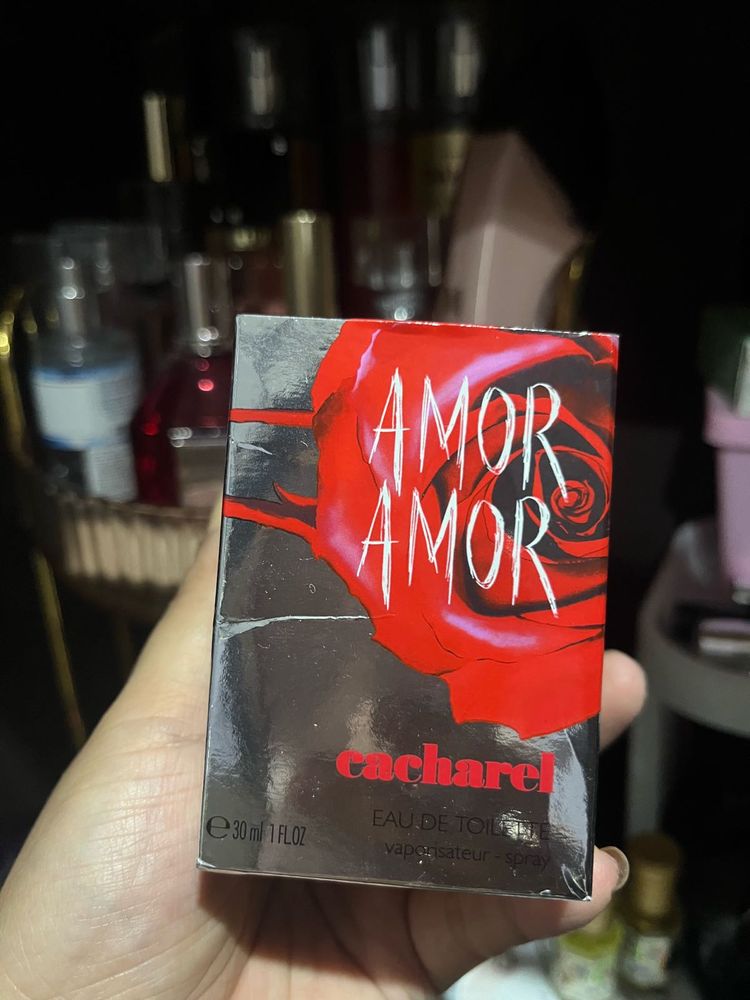 AMOR
AMOR
cacharel
℮ 30 ml 1 FL OZ
EAU DE TOILETTE
vaporisateur - spray